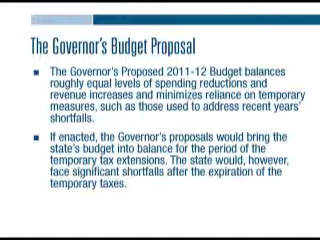 The Governor's Budget Proposal
The Governor's Proposed 2011-12 Budget balances
roughly equal levels of spending reductions and
revenue increases and minimizes reliance on temporary
measures, such as those used to address recent years'
shortfalls.
If enacted, the Governor's proposals would bring the
state's budget into balance for the period of the
temporary tax extensions. The state would, however,
face significant shortfalls after the expiration of the
temporary taxes.